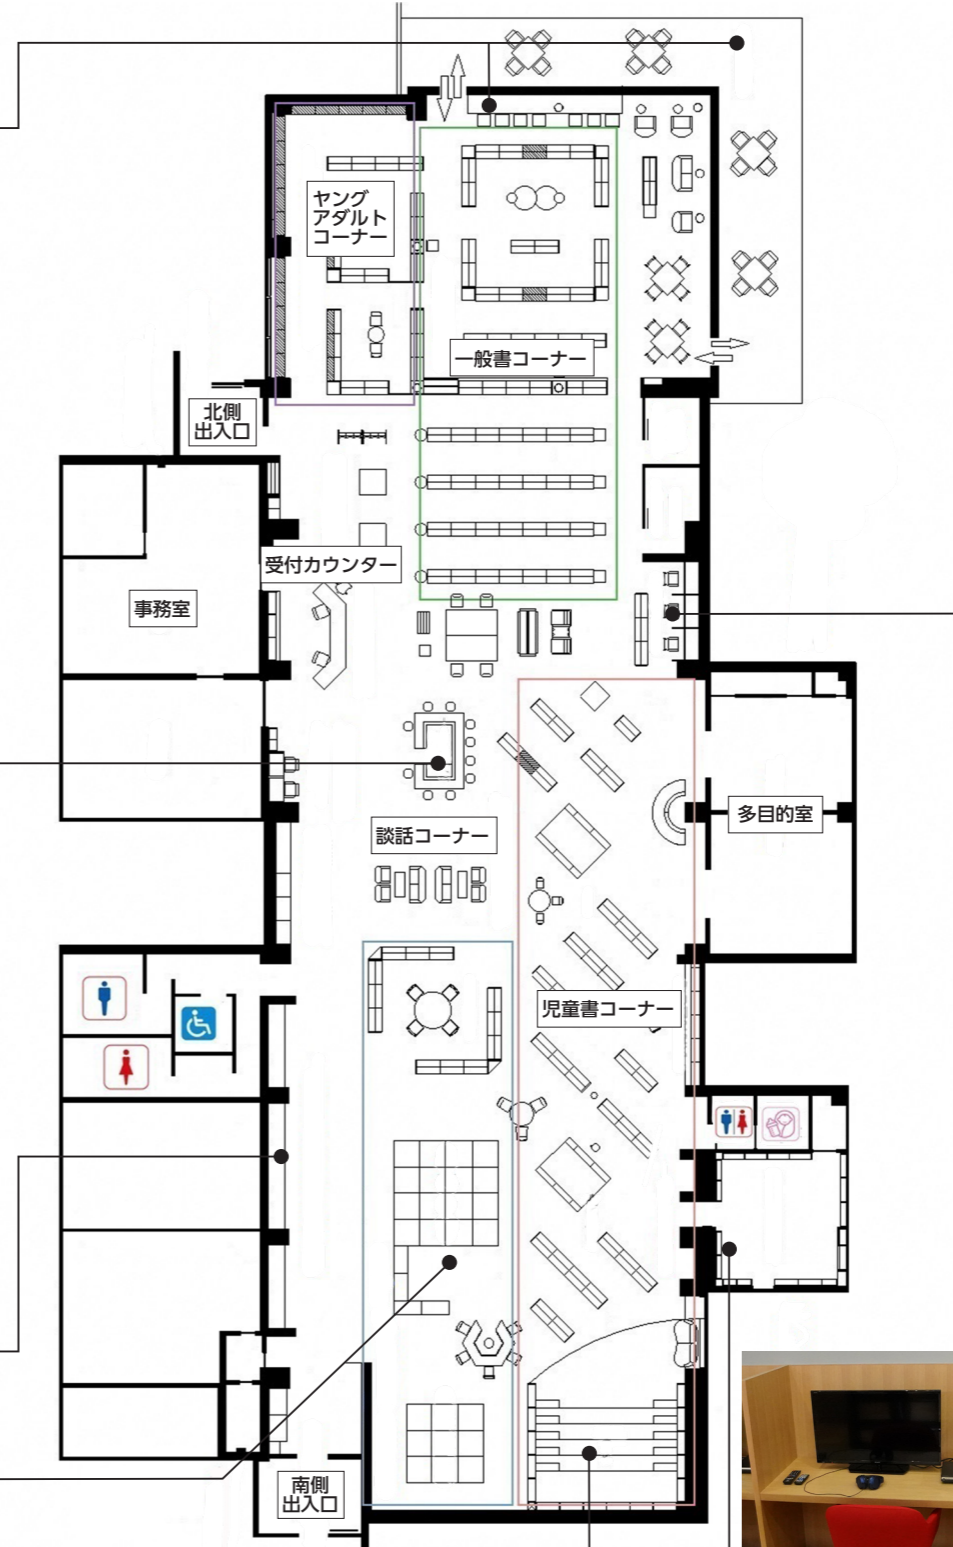 ヤング
アダルト
コーナー
一般書コーナー
北側
出入口
受付カウンター
事務室
多目的室
談話コーナー
児童書コーナー
南側
出入口